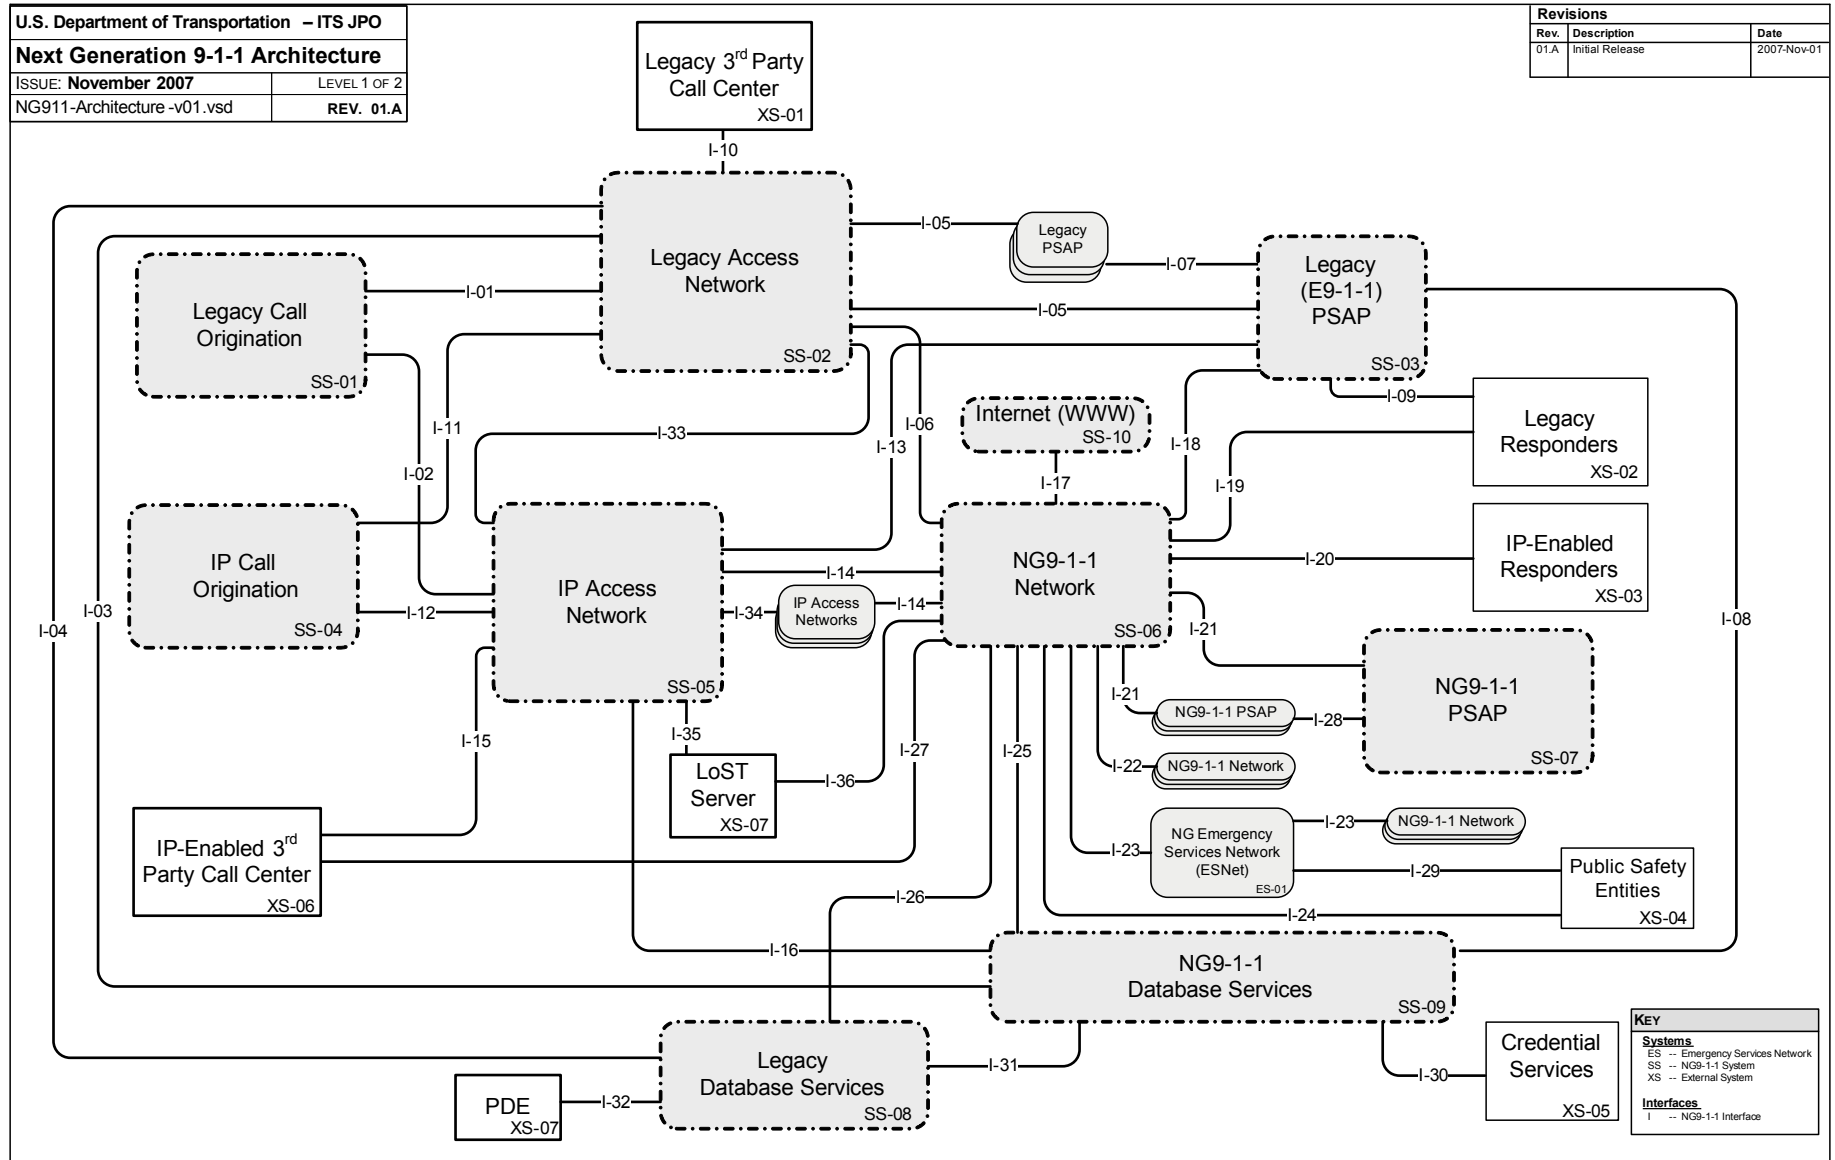 U.S. Department of Transportation – ITS JPO
Next Generation 9-1-1 Architecture
ISSUE: November 2007
LEVEL 1 OF 2
NG911-Architecture -v01.vsd
REV. 01.A
Revisions
Rev. Description Date
01.A Initial Release 2007-Nov-01
Legacy 3rd Party
Call Center
XS-01
I-10
Legacy Access
Network
SS-02
I-05
Legacy
PSAP
I-07
Legacy
(E9-1-1)
PSAP
SS-03
I-01
I-05
Legacy Call
Origination
SS-01
I-09
Legacy
Responders
XS-02
Internet (WWW)
SS-10
I-11
I-33
I-06
I-13
I-18
I-02
I-17
I-19
IP Call
Origination
SS-04
IP Access
Network
SS-05
NG9-1-1
Network
SS-06
IP-Enabled
Responders
XS-03
I-20
I-14
I-12
I-34
IP Access
Networks
I-14
I-03
I-04
I-21
I-08
NG9-1-1
PSAP
SS-07
I-21
NG9-1-1 PSAP
I-28
I-15
I-35
I-27
I-25
I-22
NG9-1-1 Network
LoST
Server
XS-07
I-36
IP-Enabled 3rd
Party Call Center
XS-06
I-23
NG Emergency
Services Network
(ESNet)
ES-01
I-23
NG9-1-1 Network
I-29
Public Safety
Entities
XS-04
I-26
I-24
I-16
NG9-1-1
Database Services
SS-09
Legacy
Database Services
SS-08
I-31
I-30
Credential
Services
XS-05
PDE
XS-07
I-32
KEY
Systems
ES -- Emergency Services Network
SS -- NG9-1-1 System
XS -- External System
Interfaces
I -- NG9-1-1 Interface